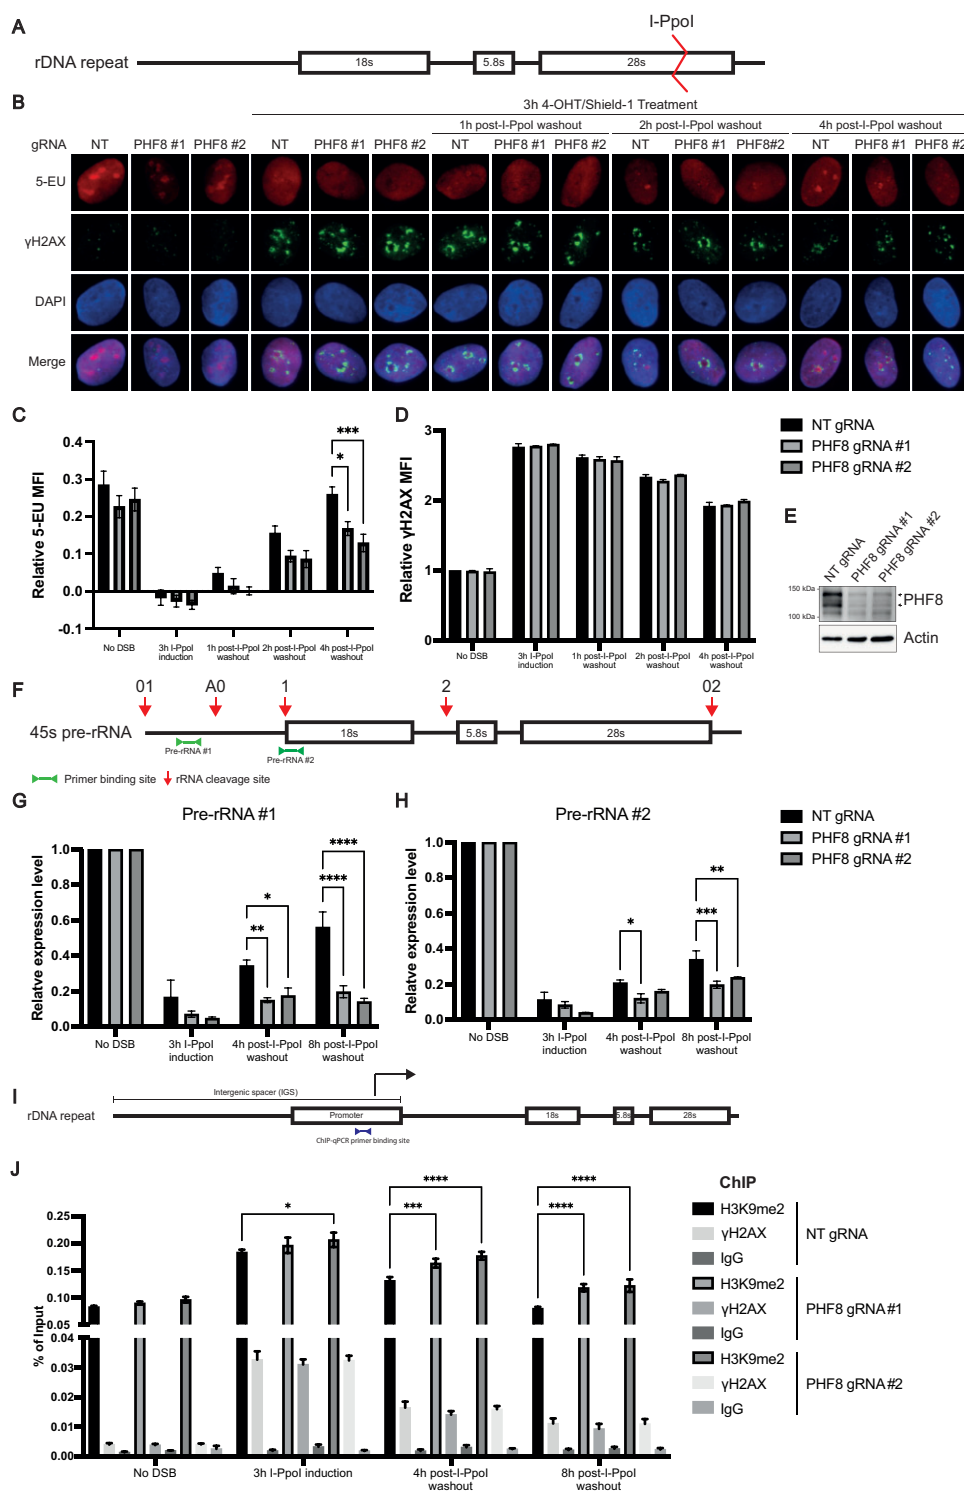 A
I-PpoI
rDNA repeat
18s
5.8s
28s
B
3h 4-OHT/Shield-1 Treatment
1h post-I-PpoI washout
2h post-I-PpoI washout
4h post-I-PpoI washout
gRNA NT PHF8 #1 PHF8 #2 NT PHF8 #1 PHF8 #2 NT PHF8 #1 PHF8 #2 NT PHF8 #1 PHF8#2 NT PHF8 #1 PHF8 #2
5-EU
γH2AX
DAPI
Merge
C
Relative 5-EU MFI
0.4
0.3
0.2
0.1
0.0
-0.1
*
***
No DSB
3h I-PpoI induction
1h post-I-PpoI washout
2h post-I-PpoI washout
4h post-I-PpoI washout
D
Relative γH2AX MFI
3
2
1
0
No DSB
3h I-PpoI induction
1h post-I-PpoI washout
2h post-I-PpoI washout
4h post-I-PpoI washout
NT gRNA
PHF8 gRNA #1
PHF8 gRNA #2
E
NT gRNA
PHF8 gRNA #1
PHF8 gRNA #2
150 kDa
100 kDa
PHF8
Actin
F
01 A0 1 2 02
45s pre-rRNA
18s
5.8s
28s
Pre-rRNA #1
Pre-rRNA #2
Primer binding site
rRNA cleavage site
G
Pre-rRNA #1
Relative expression level
1.0
0.8
0.6
0.4
0.2
0.0
**
*
****
****
No DSB
3h I-PpoI induction
4h post-I-PpoI washout
8h post-I-PpoI washout
H
Pre-rRNA #2
Relative expression level
1.0
0.8
0.6
0.4
0.2
0.0
*
***
**
No DSB
3h I-PpoI induction
4h post-I-PpoI washout
8h post-I-PpoI washout
NT gRNA
PHF8 gRNA #1
PHF8 gRNA #2
I
Intergenic spacer (IGS)
rDNA repeat
Promoter
18s
5.8s
28s
ChIP-qPCR primer binding site
J
% of Input
0.25
0.20
0.15
0.10
0.05
0.04
0.03
0.02
0.01
0.00
*
***
****
****
****
No DSB
3h I-PpoI induction
4h post-I-PpoI washout
8h post-I-PpoI washout
ChIP
H3K9me2
γH2AX
IgG
NT gRNA
H3K9me2
γH2AX
IgG
PHF8 gRNA #1
H3K9me2
γH2AX
IgG
PHF8 gRNA #2